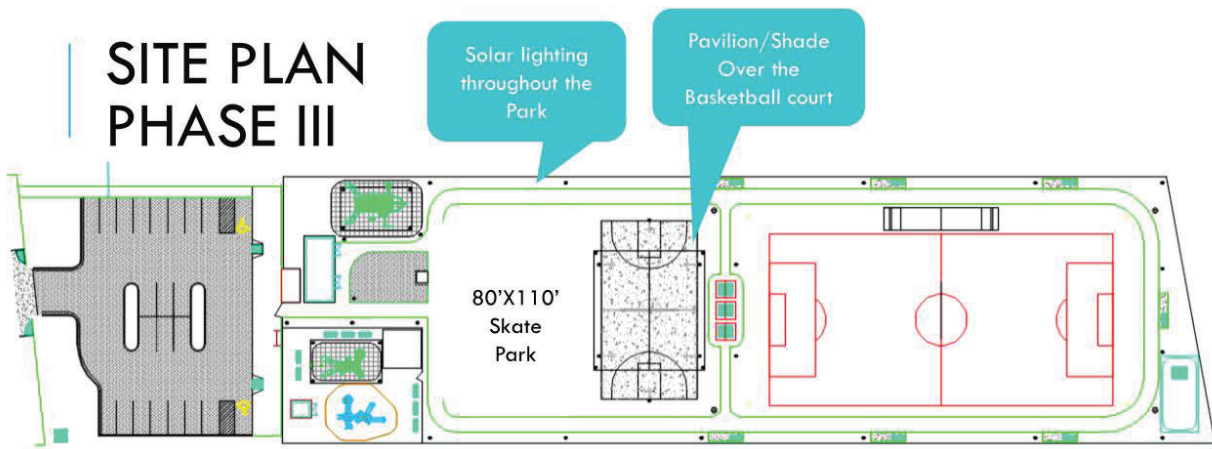 SITE PLAN
PHASE III
Solar lighting
throughout the
Park
Pavilion/Shade
Over the
Basketball court
80'X110'
Skate
Park